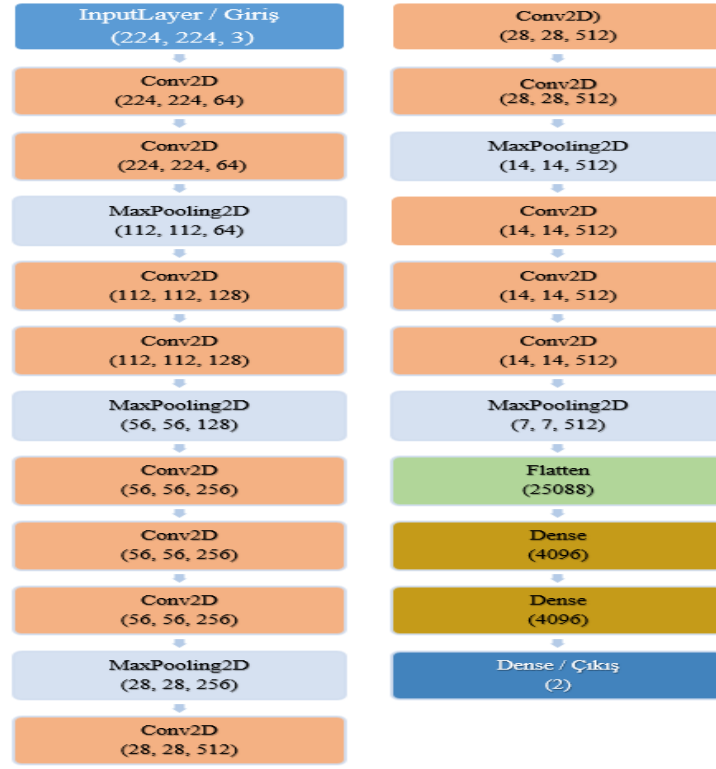 InputLayer / Giriş
(224, 224, 3)
Conv2D
(224, 224, 64)
Conv2D
(224, 224, 64)
MaxPooling2D
(112, 112, 64)
Conv2D
(112, 112, 128)
Conv2D
(112, 112, 128)
MaxPooling2D
(56, 56, 128)
Conv2D
(56, 56, 256)
Conv2D
(56, 56, 256)
Conv2D
(56, 56, 256)
MaxPooling2D
(28, 28, 256)
Conv2D
(28, 28, 512)
Conv2D)
(28, 28, 512)
Conv2D
(28, 28, 512)
MaxPooling2D
(14, 14, 512)
Conv2D
(14, 14, 512)
Conv2D
(14, 14, 512)
Conv2D
(14, 14, 512)
MaxPooling2D
(7, 7, 512)
Flatten
(25088)
Dense
(4096)
Dense
(4096)
Dense / Çıkış
(2)